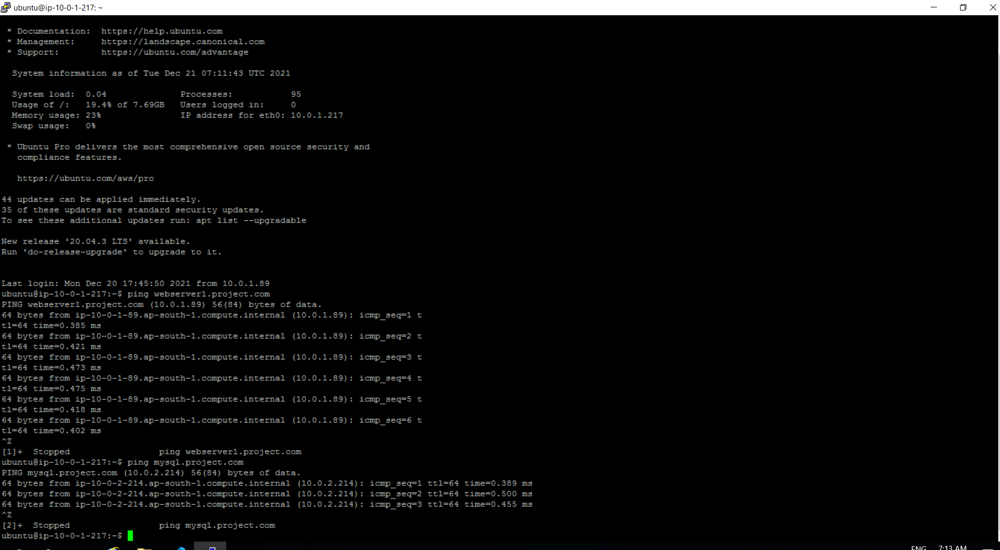 ubuntu@ip-10-0-1-217: ~
* Documentation:  https://help.ubuntu.com
* Management:     https://landscape.canonical.com
* Support:        https://ubuntu.com/advantage
System information as of Tue Dec 21 07:11:43 UTC 2021
System load:  0.04              Processes:           95
Usage of /:   19.4% of 7.69GB   Users logged in:     0
Memory usage: 23%               IP address for eth0: 10.0.1.217
Swap usage:   0%
* Ubuntu Pro delivers the most comprehensive open source security and
compliance features.
https://ubuntu.com/aws/pro
44 updates can be applied immediately.
35 of these updates are standard security updates.
To see these additional updates run: apt list --upgradable
New release '20.04.3 LTS' available.
Run 'do-release-upgrade' to upgrade to it.
Last login: Mon Dec 20 17:45:50 2021 from 10.0.1.89
ubuntu@ip-10-0-1-217:~$ ping webserver1.project.com
PING webserver1.project.com (10.0.1.89) 56(84) bytes of data.
64 bytes from ip-10-0-1-89.ap-south-1.compute.internal (10.0.1.89): icmp_seq=1 t
tl=64 time=0.385 ms
64 bytes from ip-10-0-1-89.ap-south-1.compute.internal (10.0.1.89): icmp_seq=2 t
tl=64 time=0.421 ms
64 bytes from ip-10-0-1-89.ap-south-1.compute.internal (10.0.1.89): icmp_seq=3 t
tl=64 time=0.473 ms
64 bytes from ip-10-0-1-89.ap-south-1.compute.internal (10.0.1.89): icmp_seq=4 t
tl=64 time=0.475 ms
64 bytes from ip-10-0-1-89.ap-south-1.compute.internal (10.0.1.89): icmp_seq=5 t
tl=64 time=0.418 ms
64 bytes from ip-10-0-1-89.ap-south-1.compute.internal (10.0.1.89): icmp_seq=6 t
tl=64 time=0.402 ms
^Z
[1]+  Stopped                 ping webserver1.project.com
ubuntu@ip-10-0-1-217:~$ ping mysql.project.com
PING mysql.project.com (10.0.2.214) 56(84) bytes of data.
64 bytes from ip-10-0-2-214.ap-south-1.compute.internal (10.0.2.214): icmp_seq=1 ttl=64 time=0.389 ms
64 bytes from ip-10-0-2-214.ap-south-1.compute.internal (10.0.2.214): icmp_seq=2 ttl=64 time=0.500 ms
64 bytes from ip-10-0-2-214.ap-south-1.compute.internal (10.0.2.214): icmp_seq=3 ttl=64 time=0.455 ms
^Z
[2]+  Stopped                 ping mysql.project.com
ubuntu@ip-10-0-1-217:~$
ENG 7:13 AM